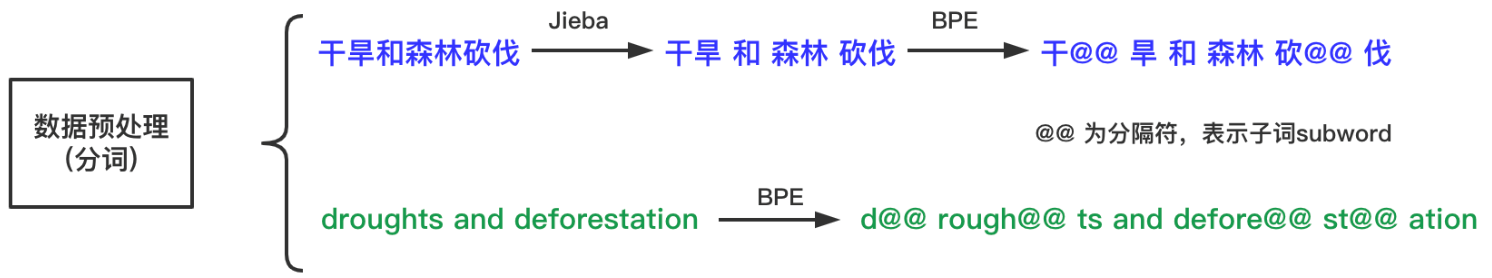 Jieba
BPE
干旱和森林砍伐
干旱 和 森林 砍伐
干@@ 旱 和 森林 砍@@ 伐
数据预处理
(分词)
@@ 为分隔符，表示子词subword
BPE
droughts and deforestation
d@@ rough@@ ts and defore@@ st@@ ation